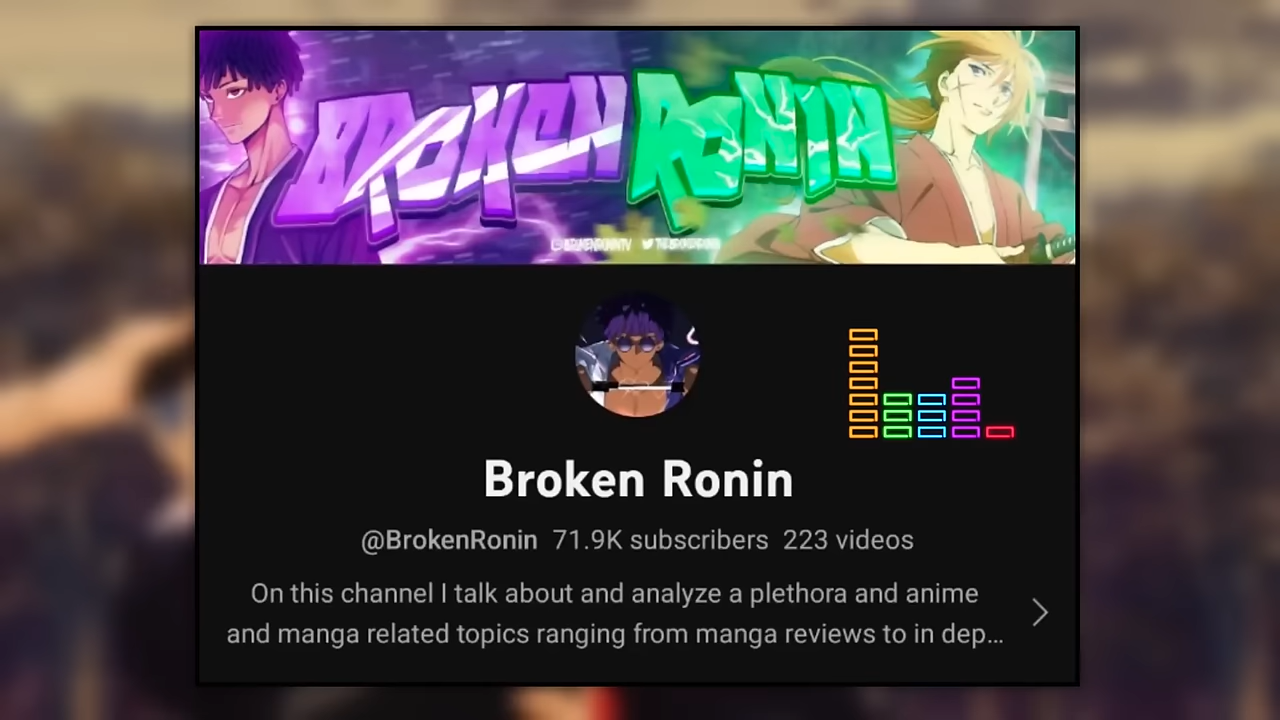 BROKEN RONIN
Broken Ronin
@BrokenRonin 71.9K subscribers 223 videos
On this channel I talk about and analyze a plethora and anime
and manga related topics ranging from manga reviews to in dep...